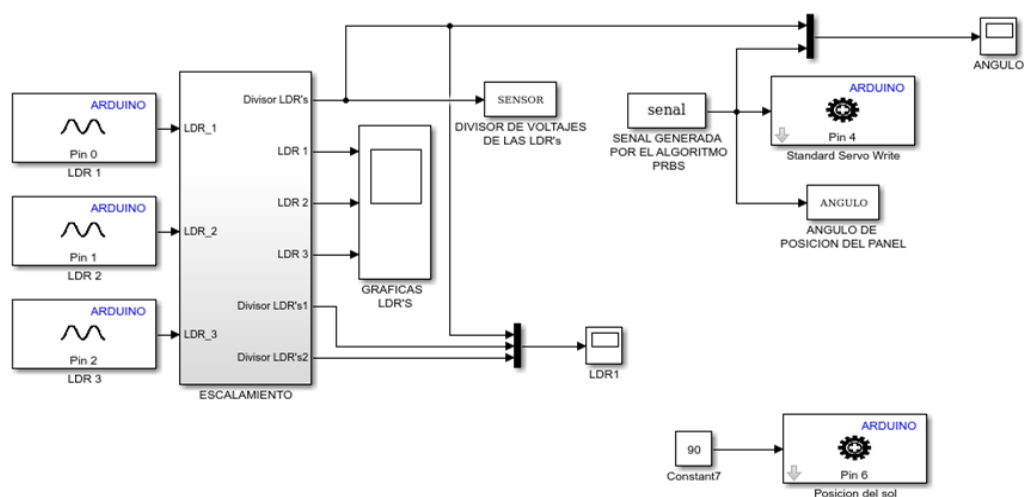 ARDUINO
Pin 0
LDR 1
ARDUINO
Pin 1
LDR 2
ARDUINO
Pin 2
LDR 3
LDR_1
LDR_2
LDR_3
Divisor LDR's
LDR 1
LDR 2
LDR 3
Divisor LDR's1
Divisor LDR's2
ESCALAMIENTO
SENSOR
DIVISOR DE VOLTAJES
DE LAS LDR's
GRAFICAS
LDR'S
LDR1
senal
SENAL GENERADA
POR EL ALGORITMO
PRBS
ANGULO
ARDUINO
Pin 4
Standard Servo Write
ANGULO
ANGULO DE
POSICION DEL PANEL
90
Constant7
ARDUINO
Pin 6
Posicion del sol